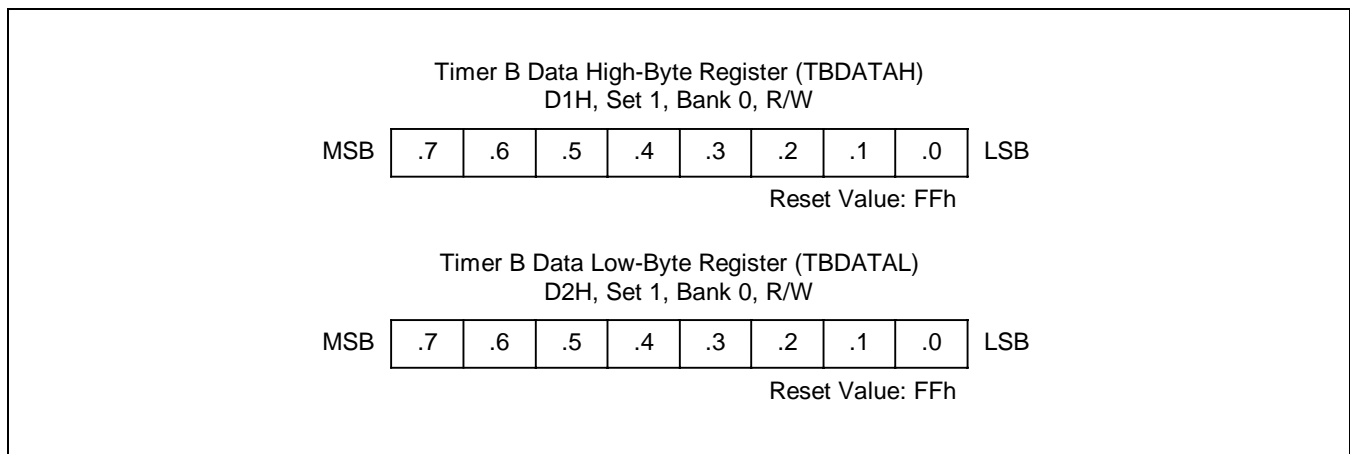 Timer B Data High-Byte Register (TBDATAH)
D1H, Set 1, Bank 0, R/W
MSB .7 .6 .5 .4 .3 .2 .1 .0 LSB
Reset Value: FFh
Timer B Data Low-Byte Register (TBDATAL)
D2H, Set 1, Bank 0, R/W
MSB .7 .6 .5 .4 .3 .2 .1 .0 LSB
Reset Value: FFh